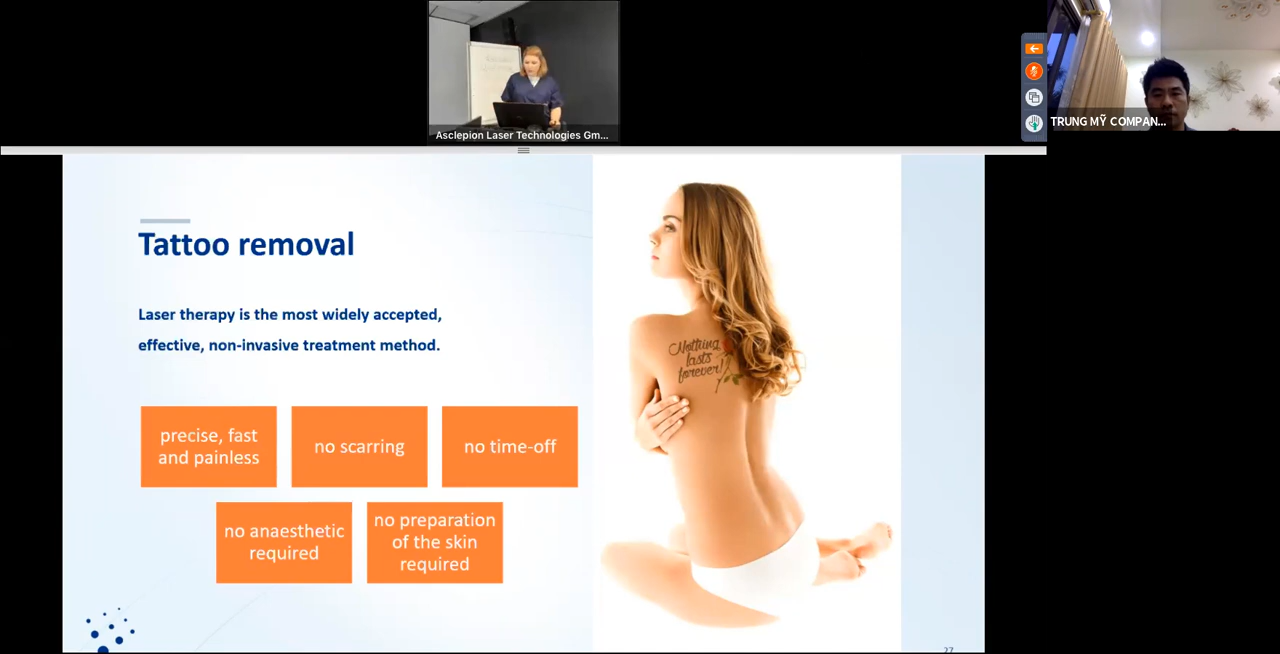 Asclepion Laser Technologies Gm...
TRUNG MỸ COMPAN...
Tattoo removal
Laser therapy is the most widely accepted,
effective, non-invasive treatment method.
precise, fast
and painless
no scarring
no time-off
no anaesthetic
required
no preparation
of the skin
required
Nothing
lasts
forever!
27